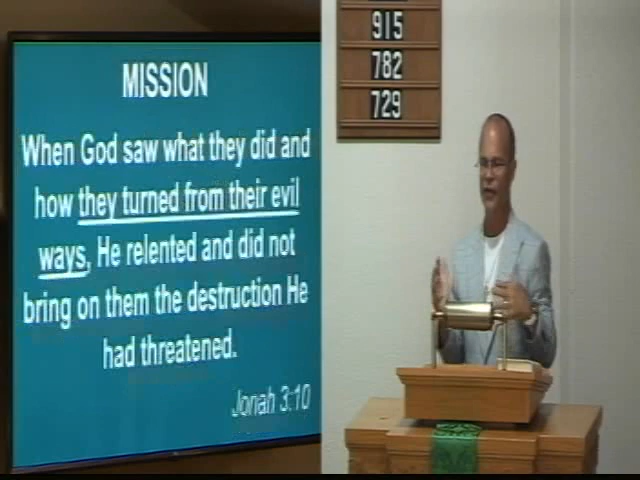 MISSION
When God saw what they did and
how they turned from their evil
ways, He relented and did not
bring on them the destruction He
had threatened.
Jonah 3:10
915
782
729